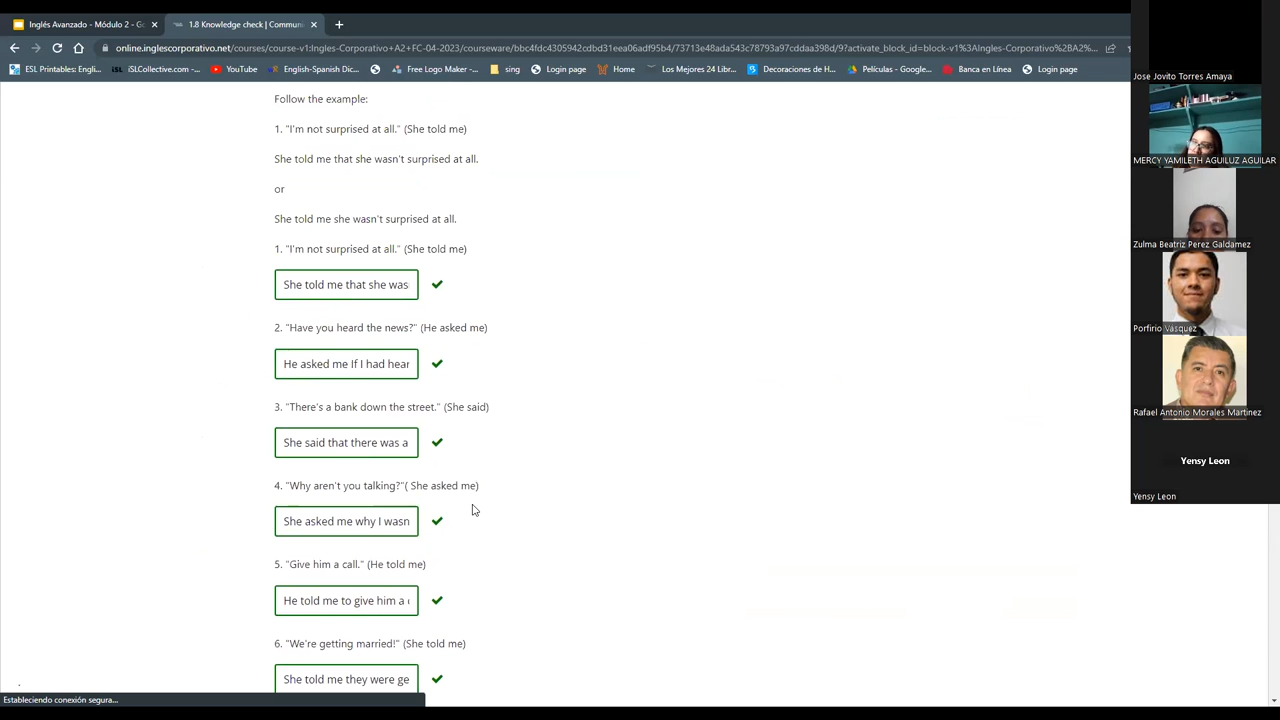 Inglés Avanzado - Módulo 2 - Go
1.8 Knowledge check | Commun
online.inglescorporativo.net/courses/course-v1:Ingles-Corporativo+A2+FC-04-2023/courseware/bbc4fdc4305942cdbd31eea06adf95b4/73713e48ada543c78793a97cddaa398d/9?activate_block_id=block-v1%3AIngles-Corporativo%2BA2%...
ESL Printables: Engli...
iSLCollective.com -...
YouTube
English-Spanish Dic...
Free Logo Maker -...
sing
Login page
Home
Los Mejores 24 Libr...
Decoraciones de H...
Películas - Google...
Banca en Línea
Login page
Follow the example:
1. "I'm not surprised at all." (She told me)
She told me that she wasn't surprised at all.
or
She told me she wasn't surprised at all.
1. "I'm not surprised at all." (She told me)
She told me that she was
2. "Have you heard the news?" (He asked me)
He asked me If I had hear
3. "There's a bank down the street." (She said)
She said that there was a
4. "Why aren't you talking?"( She asked me)
She asked me why I wasn
5. "Give him a call." (He told me)
He told me to give him a c
6. "We're getting married!" (She told me)
She told me they were ge
Estableciendo conexión segura...
Jose Jovito Torres Amaya
MERCY YAMILETH AGUILUZ AGUILAR
Zulma Beatriz Perez Galdamez
Porfirio Vásquez
Rafael Antonio Morales Martinez
Yensy Leon
Yensy Leon